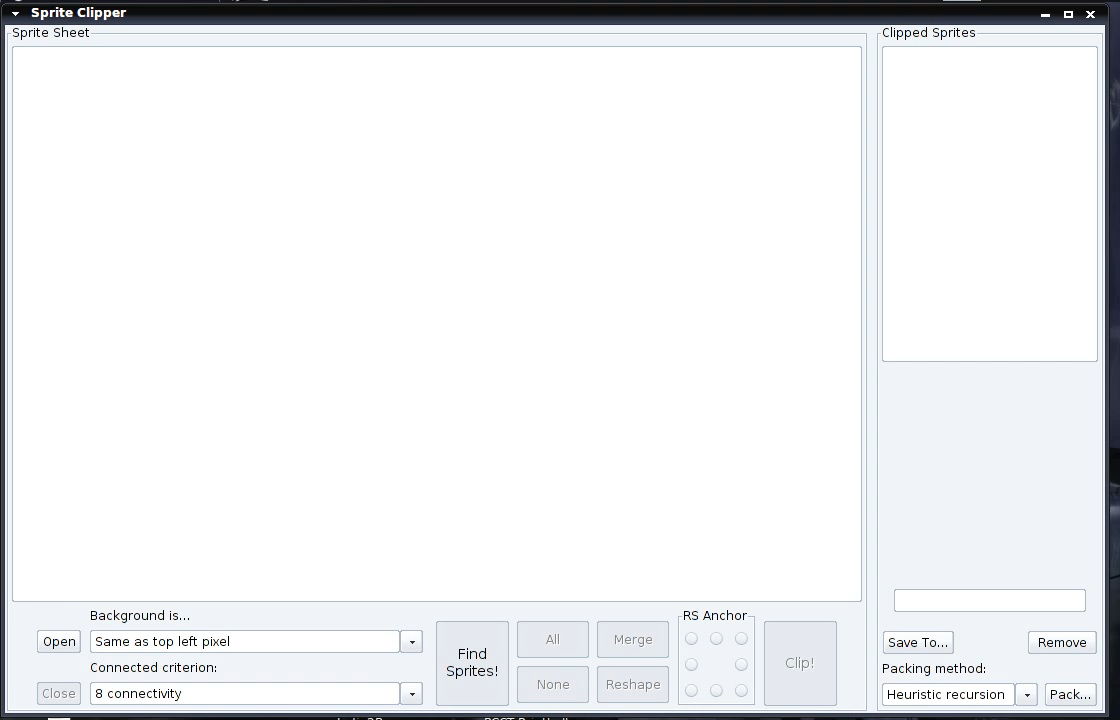 Sprite Clipper
Sprite Sheet
Clipped Sprites
Background is...
Open
Same as top left pixel
Connected criterion:
Close
8 connectivity
Find
Sprites!
All
Merge
None
Reshape
RS Anchor
Clip!
Save To...
Remove
Packing method:
Heuristic recursion
Pack...